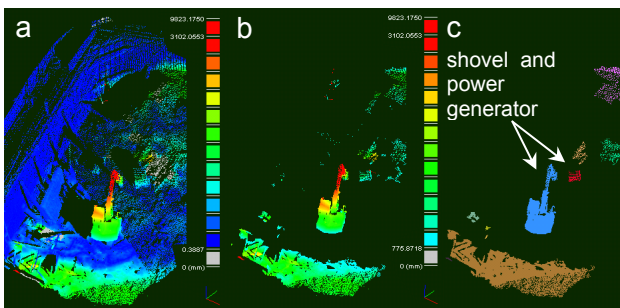 a
9823.1750
3102.0553
0.3887
0 (mm)
b
9823.1750
3102.0553
775.8718
0 (mm)
c
shovel and
power
generator